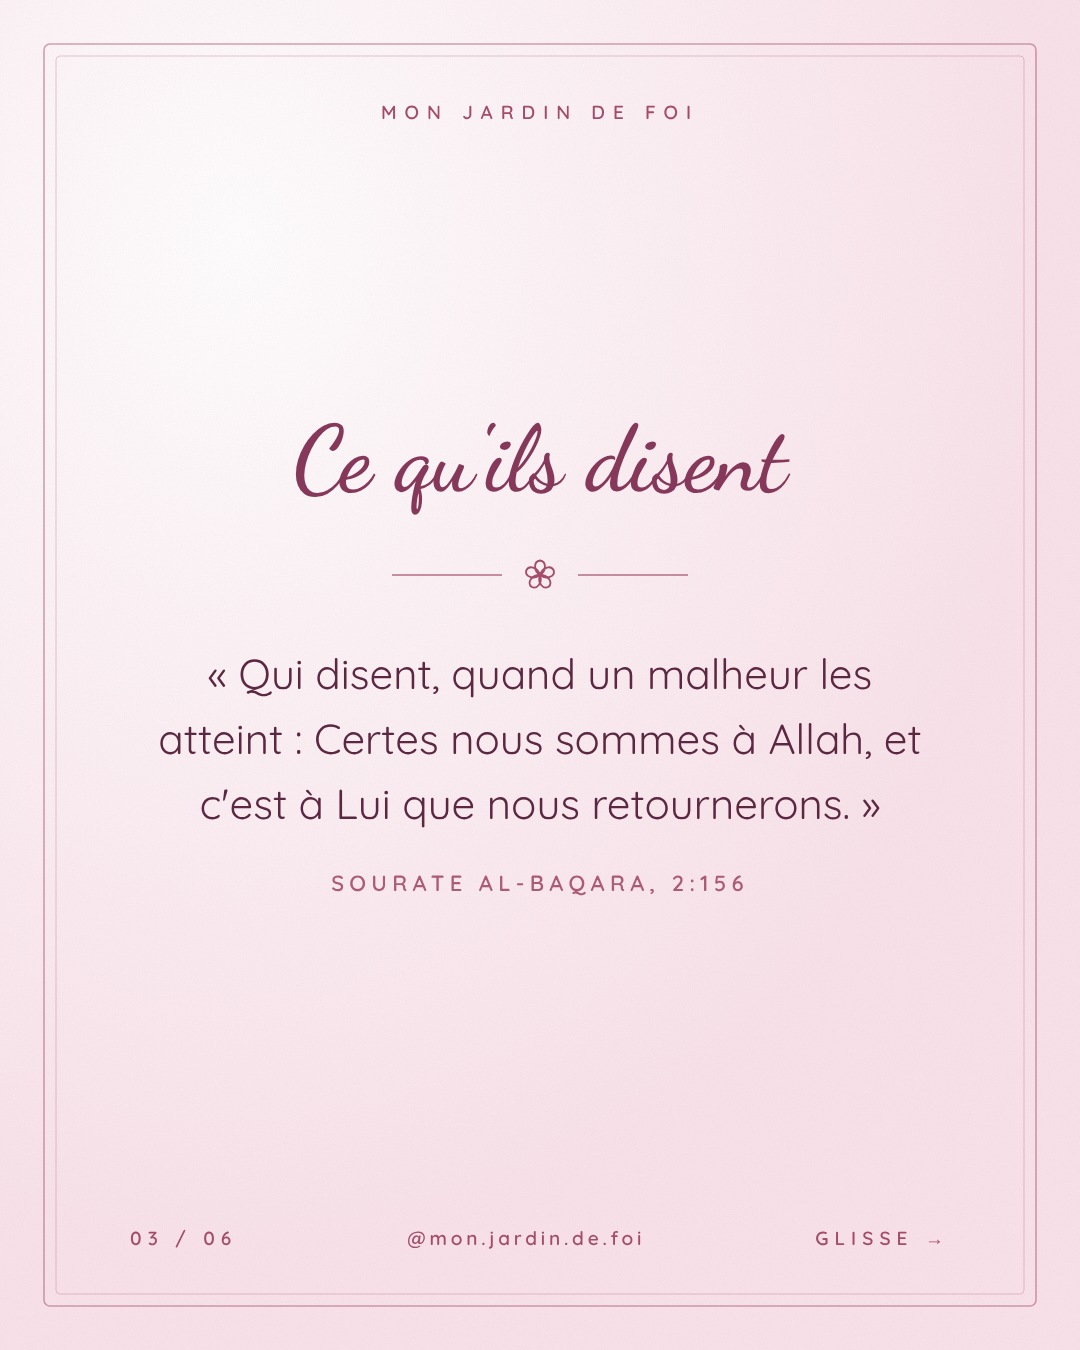 MON JARDIN DE FOI
Ce qu'ils disent
« Qui disent, quand un malheur les
atteint : Certes nous sommes à Allah, et
c'est à Lui que nous retournerons. »
SOURATE AL-BAQARA, 2:156
03 / 06
@mon.jardin.de.foi
GLISSE →